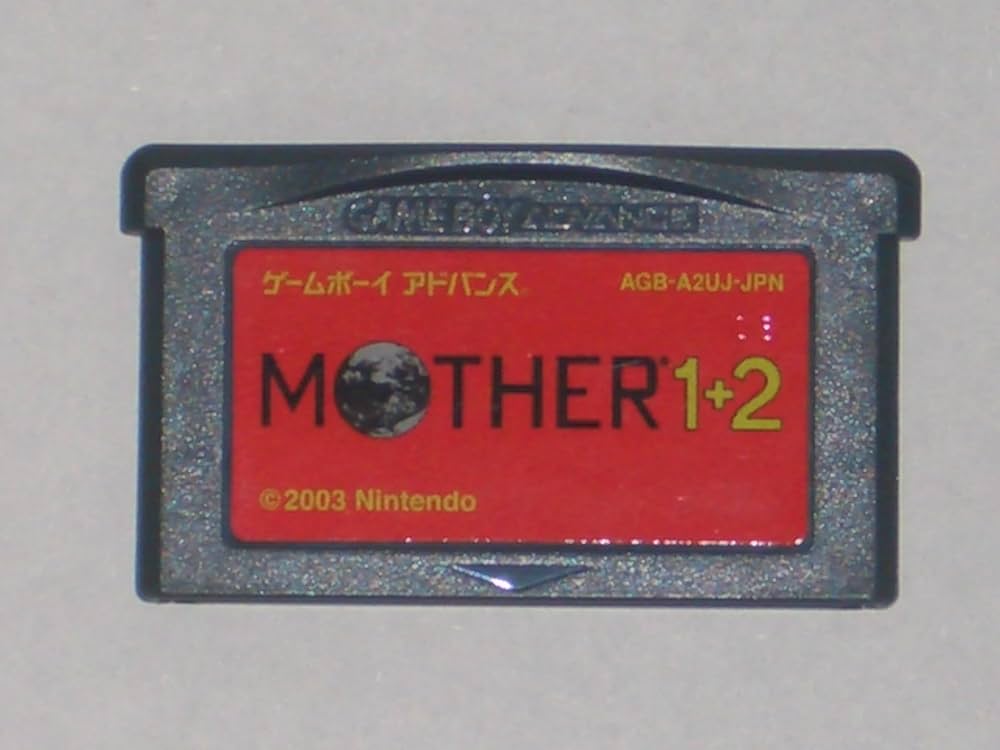 GAME BOY ADVANCE
ゲームボーイ アドバンス
AGB-A2UJ-JPN
MOTHER® 1+2
©2003 Nintendo